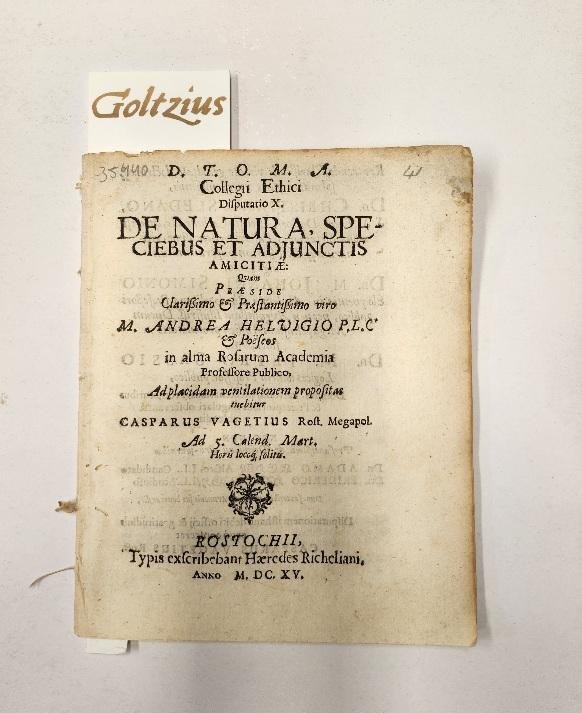 Goltzius
35440
41
D. T. O. M. A.
Collegii Ethici
Disputatio X.
DE NATURA, SPE-
CIEBUS ET ADJUNCTIS
AMICITIÆ:
Quam
PRÆSIDE
Clarißimo & Præstantißimo viro
M. ANDREA HELVIGIO P.L.C
& Poëseos
in alma Rosarum Academia
Professore Publico,
Ad placidam ventilationem propositas
tuebitur
CASPARUS VAGETIUS Rost. Megapol.
Ad 5. Calend. Mart.
Horis locoq; solitis.
ROSTOCHII,
Typis exscribebant Hæredes Richeliani,
ANNO M. DC. XV.